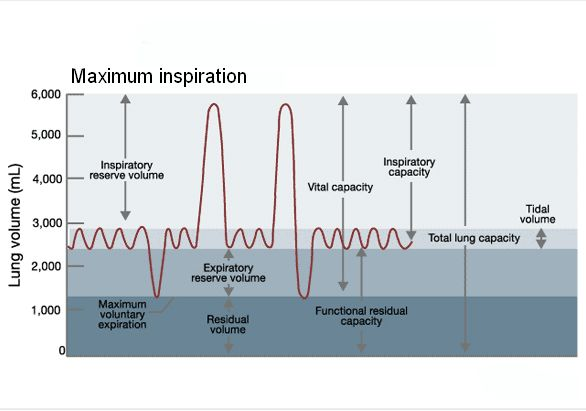 Maximum inspiration
Lung volume (mL)
6,000
5,000
4,000
3,000
2,000
1,000
0
Inspiratory
reserve volume
Vital capacity
Inspiratory
capacity
Tidal
volume
Total lung capacity
Expiratory
reserve volume
Maximum
voluntary
expiration
Residual
volume
Functional residual
capacity